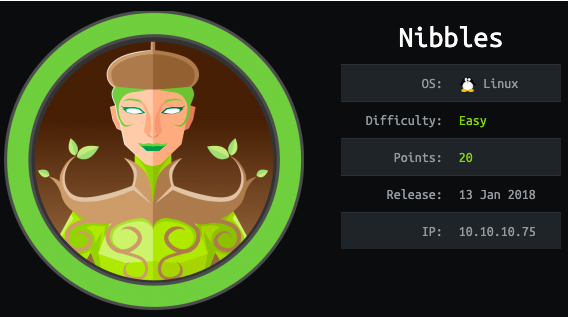 Nibbles
OS: Linux
Difficulty: Easy
Points: 20
Release: 13 Jan 2018
IP: 10.10.10.75